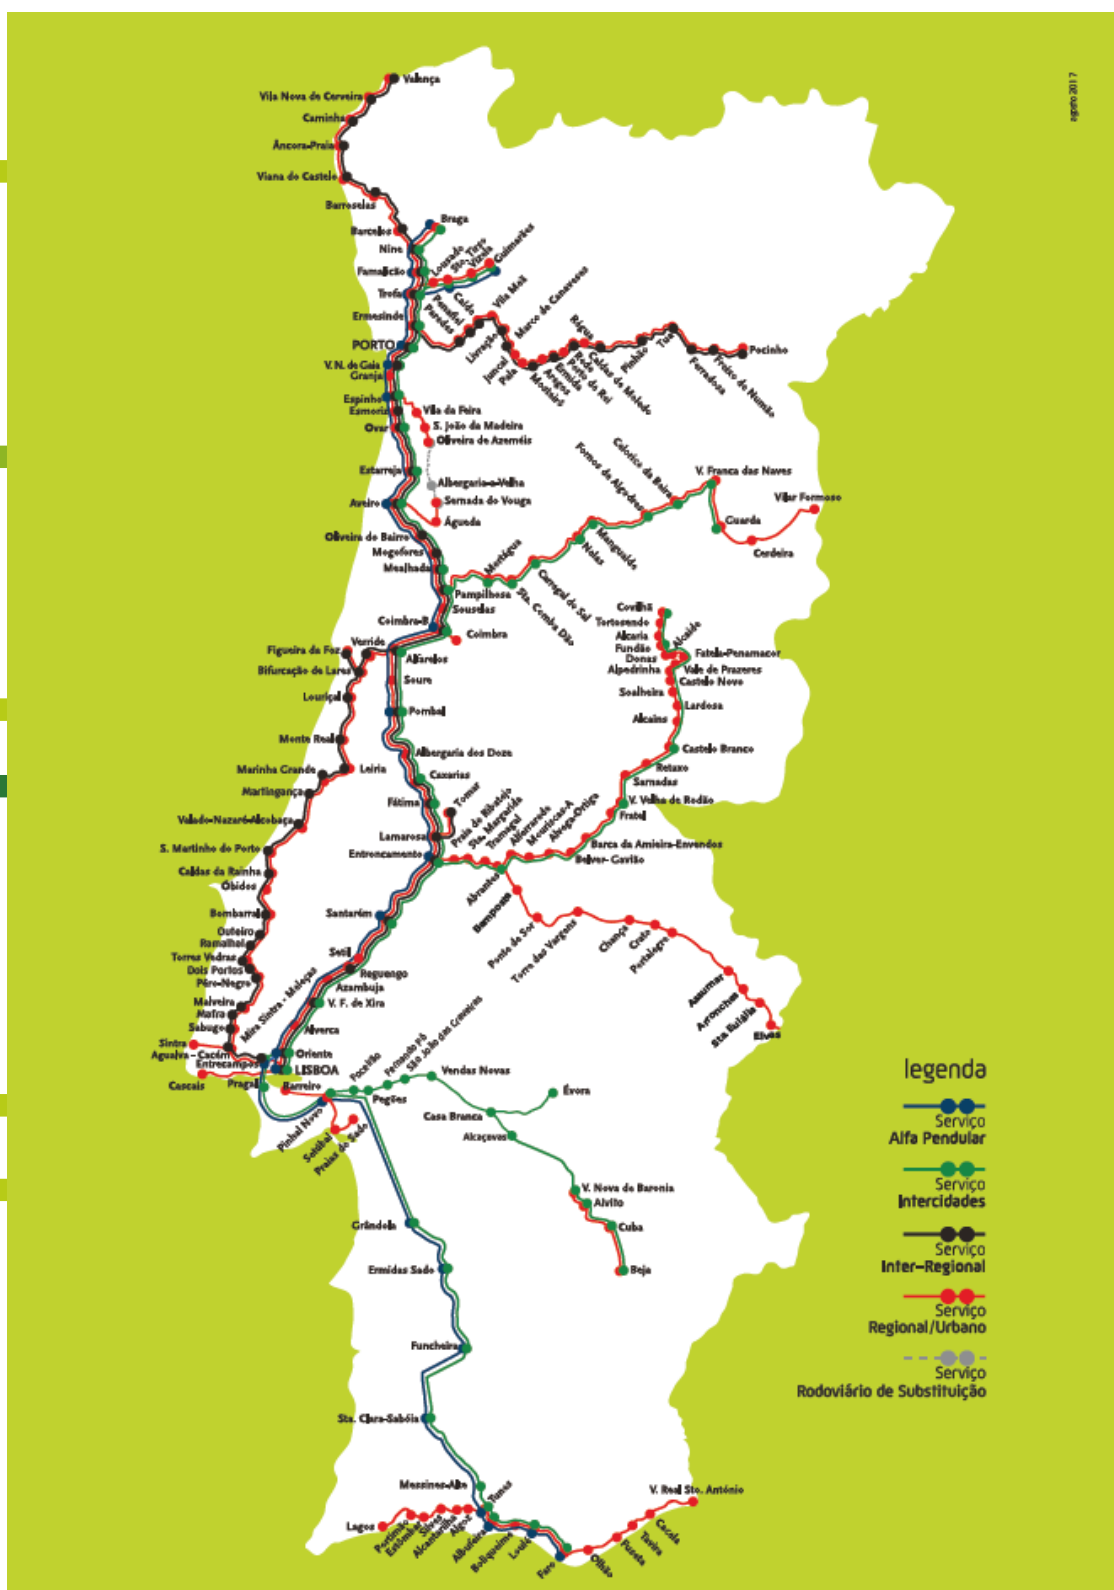 agosto 2017
Valença
Vila Nova de Cerveira
Caminha
Âncora-Praia
Viana do Castelo
Barroselas
Barcelos
Braga
Nine
Famalicão
Lousado
Sto. Tirso
Vizela
Guimarães
Trofa
Ermesinde
Paredes
Penafiel
Caíde
Vila Meã
Livração
Marco de Canaveses
Juncal
Pala
Mosteirô
Aregos
Ermida
Porto de Rei
Rede
Régua
Caldas de Moledo
Pinhão
Tua
Ferradosa
Freixo de Numão
Pocinho
PORTO
V.N. de Gaia
Granja
Espinho
Esmoriz
Ovar
Vila da Feira
S. João da Madeira
Oliveira de Azeméis
Estarreja
Albergaria-a-Velha
Sernada do Vouga
Aveiro
Águeda
Oliveira do Bairro
Mogofores
Mealhada
Pampilhosa
Souselas
Mortágua
Sta. Comba Dão
Carregal do Sal
Nelas
Mangualde
Fornos de Algodres
Celorico da Beira
V. Franca das Naves
Guarda
Cerdeira
Vilar Formoso
Coimbra-B
Coimbra
Figueira da Foz
Verride
Bifurcação de Lares
Alfarelos
Soure
Louriçal
Pombal
Monte Real
Albergaria dos Doze
Marinha Grande
Leiria
Caxarias
Martingança
Fátima
Valado-Nazaré-Alcobaça
Tomar
Lamarosa
Entroncamento
S. Martinho do Porto
Caldas da Rainha
Óbidos
Bombarral
Outeiro
Ramalhal
Torres Vedras
Dois Portos
Pêro-Negro
Malveira
Mafra
Sabugo
Mira Sintra - Meleças
Sintra
Agualva - Cacém
Entrecampos
Cascais
Covilhã
Tortosendo
Alcaria
Fundão
Donas
Alcaide
Fatela-Penamacor
Alpedrinha
Vale de Prazeres
Castelo Novo
Soalheira
Lardosa
Alcains
Castelo Branco
Retaxo
Sarnadas
V. Velha de Rodão
Fratel
Barca da Amieira-Envendos
Belver- Gavião
Alvega-Ortiga
Mouriscas-A
Alferrarede
Tramagal
Sta. Margarida
Praia do Ribatejo
Abrantes
Bemposta
Ponte de Sor
Torre das Vargens
Chança
Crato
Portalegre
Assumar
Arronches
Sta Eulália
Elvas
Santarém
Setil
Reguengo
Azambuja
V. F. de Xira
Alverca
Oriente
LISBOA
Pragal
Barreiro
Pinhal Novo
Setúbal
Praias do Sado
Poceirão
Pegões
Fernando Pó
São João das Craveiras
Vendas Novas
Casa Branca
Évora
Alcáçovas
V. Nova de Baronia
Alvito
Cuba
Beja
Grândola
Ermidas Sado
Funcheira
Sta. Clara-Sabóia
Messines-Alte
Tunes
Lagos
Portimão
Estômbar
Silves
Alcantarilha
Algoz
Albufeira
Boliqueime
Loulé
Faro
Olhão
Fuseta
Tavira
Cacela
V. Real Sto. António
legenda
Serviço
Alfa Pendular
Serviço
Intercidades
Serviço
Inter-Regional
Serviço
Regional/Urbano
Serviço
Rodoviário de Substituição